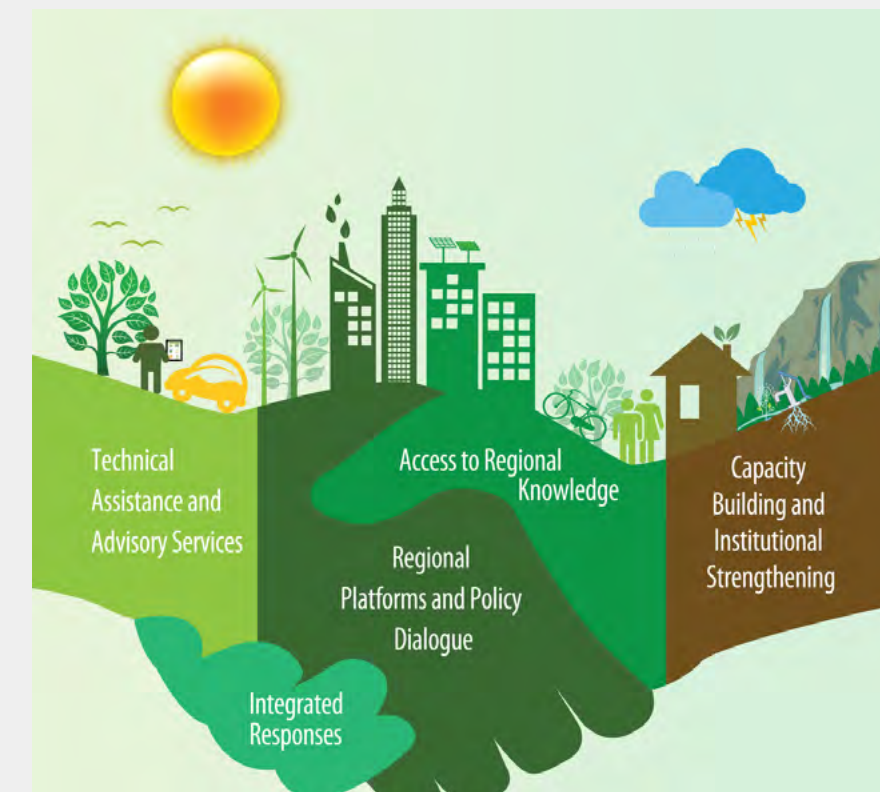 Technical
Assistance and
Advisory Services
Access to Regional
Knowledge
Regional
Platforms and Policy
Dialogue
Capacity
Building and
Institutional
Strengthening
Integrated
Responses